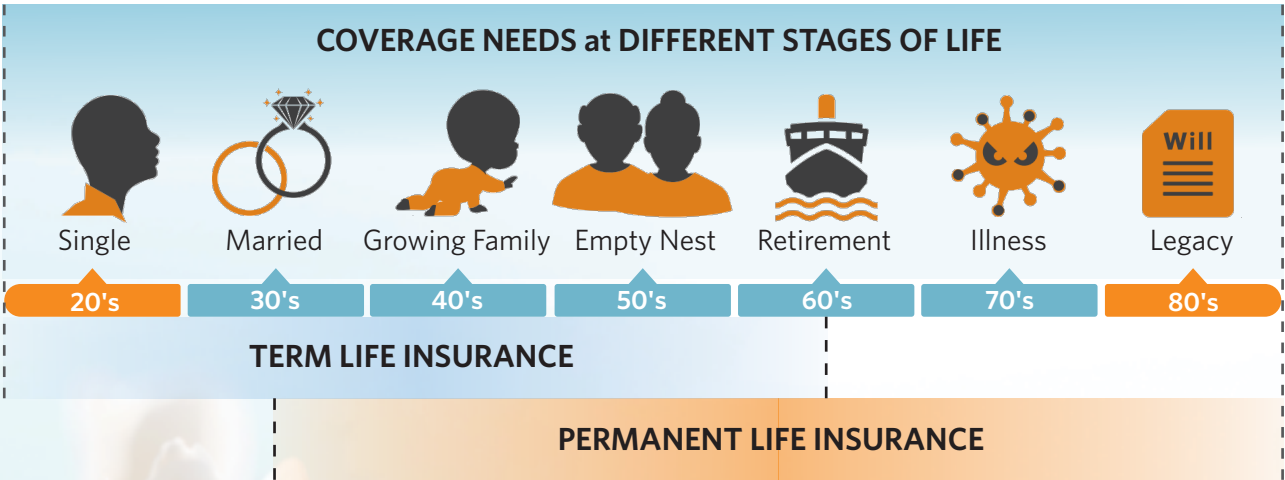 COVERAGE NEEDS at DIFFERENT STAGES OF LIFE
Will
Single Married Growing Family Empty Nest Retirement Illness Legacy
20's 30's 40's 50's 60's 70's 80's
TERM LIFE INSURANCE
PERMANENT LIFE INSURANCE